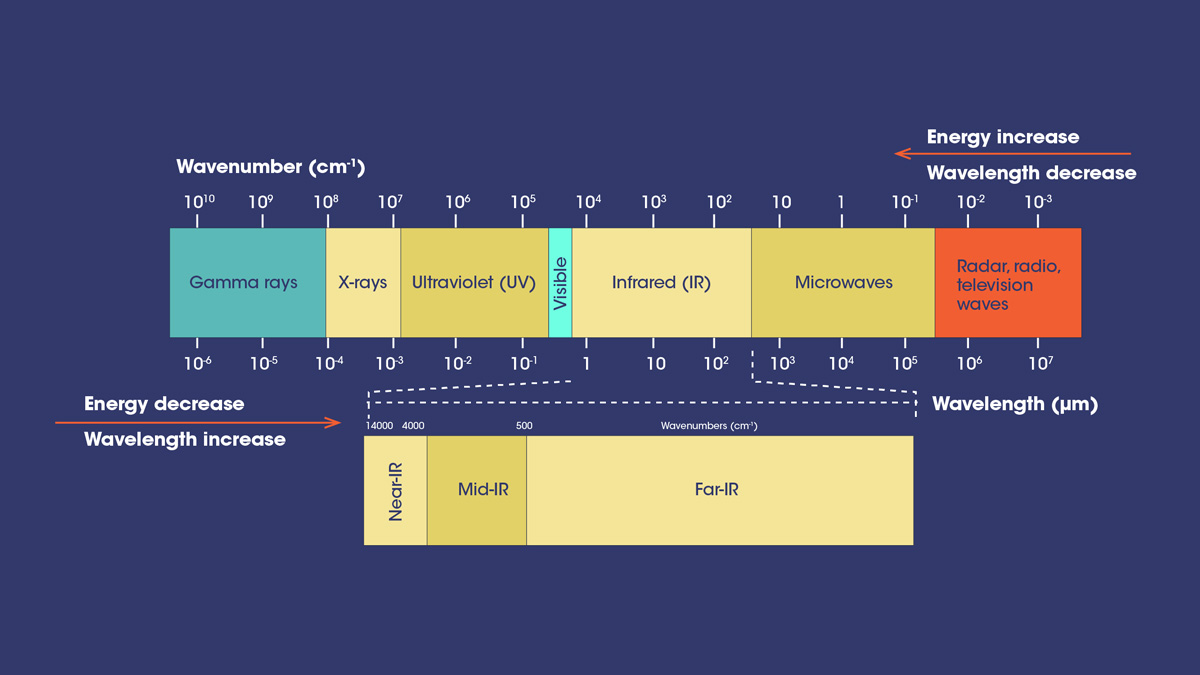 Energy increase
Wavelength decrease
Wavenumber (cm⁻¹)
10¹⁰ 10⁹ 10⁸ 10⁷ 10⁶ 10⁵ 10⁴ 10³ 10² 10 1 10⁻¹ 10⁻² 10⁻³
Gamma rays
X-rays
Ultraviolet (UV)
Visible
Infrared (IR)
Microwaves
Radar, radio,
television
waves
10⁻⁶ 10⁻⁵ 10⁻⁴ 10⁻³ 10⁻² 10⁻¹ 1 10 10² 10³ 10⁴ 10⁵ 10⁶ 10⁷
Wavelength (µm)
Energy decrease
Wavelength increase
14000 4000 500 Wavenumbers (cm⁻¹)
Near-IR
Mid-IR
Far-IR